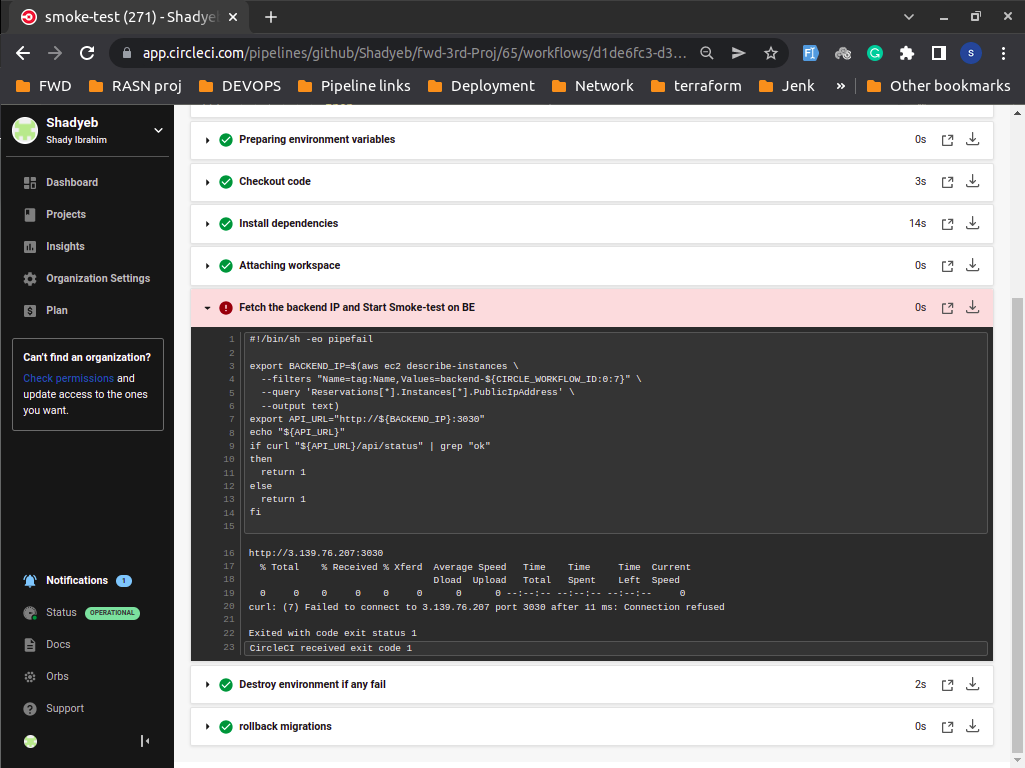 smoke-test (271) - Shadyeb
app.circleci.com/pipelines/github/Shadyeb/Fwd-3rd-Proj/65/workflows/d1de6fc3-d3...
FWD RASN proj DEVOPS Pipeline links Deployment Network terraform Jenk » Other bookmarks
Shadyeb
Shady Ibrahim
Dashboard
Projects
Insights
Organization Settings
Plan
Can't find an organization?
Check permissions and
update access to the ones
you want.
Notifications 1
Status OPERATIONAL
Docs
Orbs
Support
Preparing environment variables 0s
Checkout code 3s
Install dependencies 14s
Attaching workspace 0s
Fetch the backend IP and Start Smoke-test on BE 0s
1 #!/bin/sh -eo pipefail
2
3 export BACKEND_IP=$(aws ec2 describe-instances \
4 --filters "Name=tag:Name,Values=backend-${CIRCLE_WORKFLOW_ID:0:7}" \
5 --query 'Reservations[*].Instances[*].PublicIpAddress' \
6 --output text)
7 export API_URL="http://${BACKEND_IP}:3030"
8 echo "${API_URL}"
9 if curl "${API_URL}/api/status" | grep "ok"
10 then
11 return 1
12 else
13 return 1
14 fi
15
16 http://3.139.76.207:3030
17 % Total % Received % Xferd Average Speed Time Time Time Current
18 Dload Upload Total Spent Left Speed
19 0 0 0 0 0 0 0 0 --:--:-- --:--:-- --:--:-- 0
20 curl: (7) Failed to connect to 3.139.76.207 port 3030 after 11 ms: Connection refused
21
22 Exited with code exit status 1
23 CircleCI received exit code 1
Destroy environment if any fail 2s
rollback migrations 0s